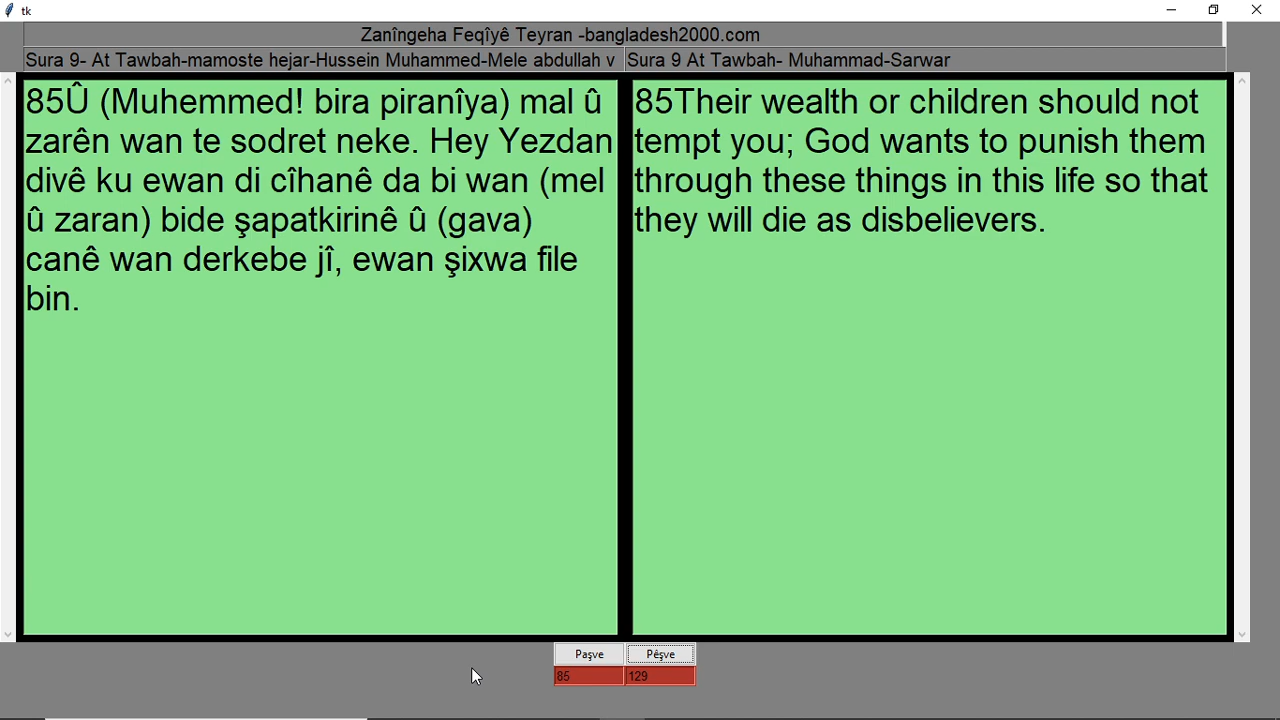 tk
Zanîngeha Feqîyê Teyran -bangladesh2000.com
Sura 9- At Tawbah-mamoste hejar-Hussein Muhammed-Mele abdullah v
Sura 9 At Tawbah- Muhammad-Sarwar
85Û (Muhemmed! bira piranîya) mal û
zarên wan te sodret neke. Hey Yezdan
divê ku ewan di cîhanê da bi wan (mel
û zaran) bide şapatkirinê û (gava)
canê wan derkebe jî, ewan şixwa file
bin.
85Their wealth or children should not
tempt you; God wants to punish them
through these things in this life so that
they will die as disbelievers.
Paşve
Pêşve
85
129